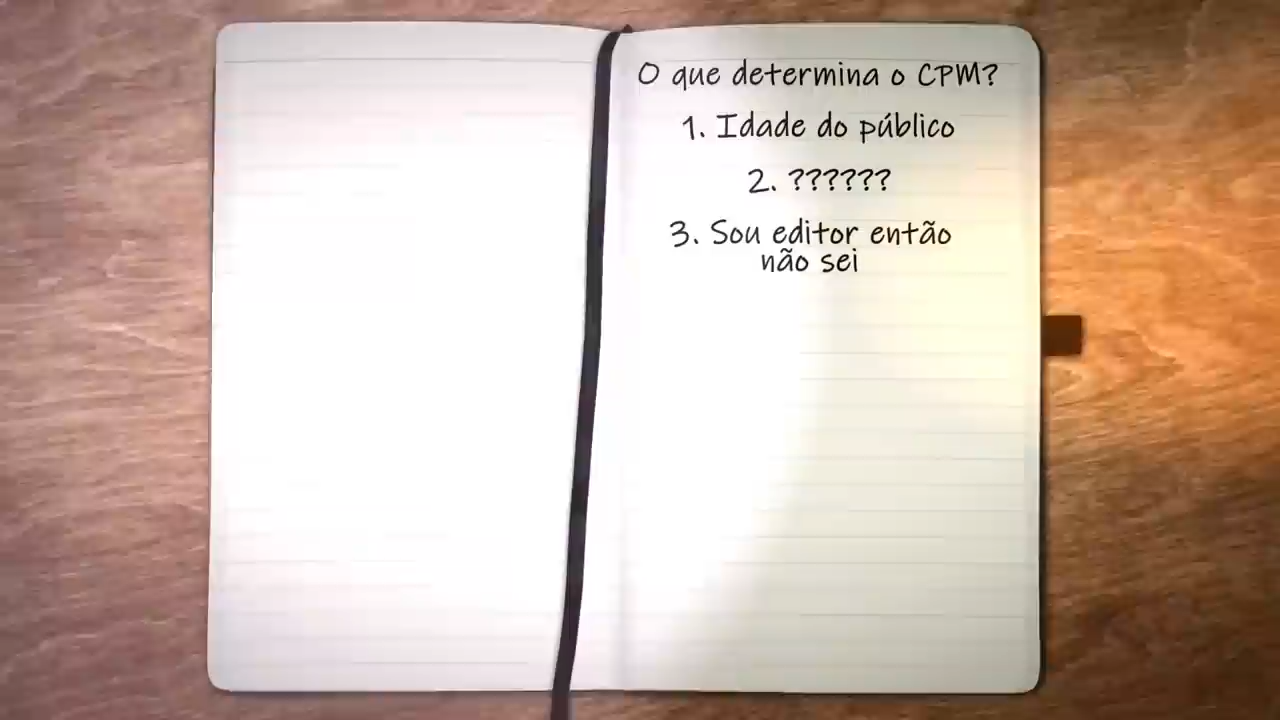 O que determina o CPM?
1. Idade do público
2. ??????
3. Sou editor então
não sei